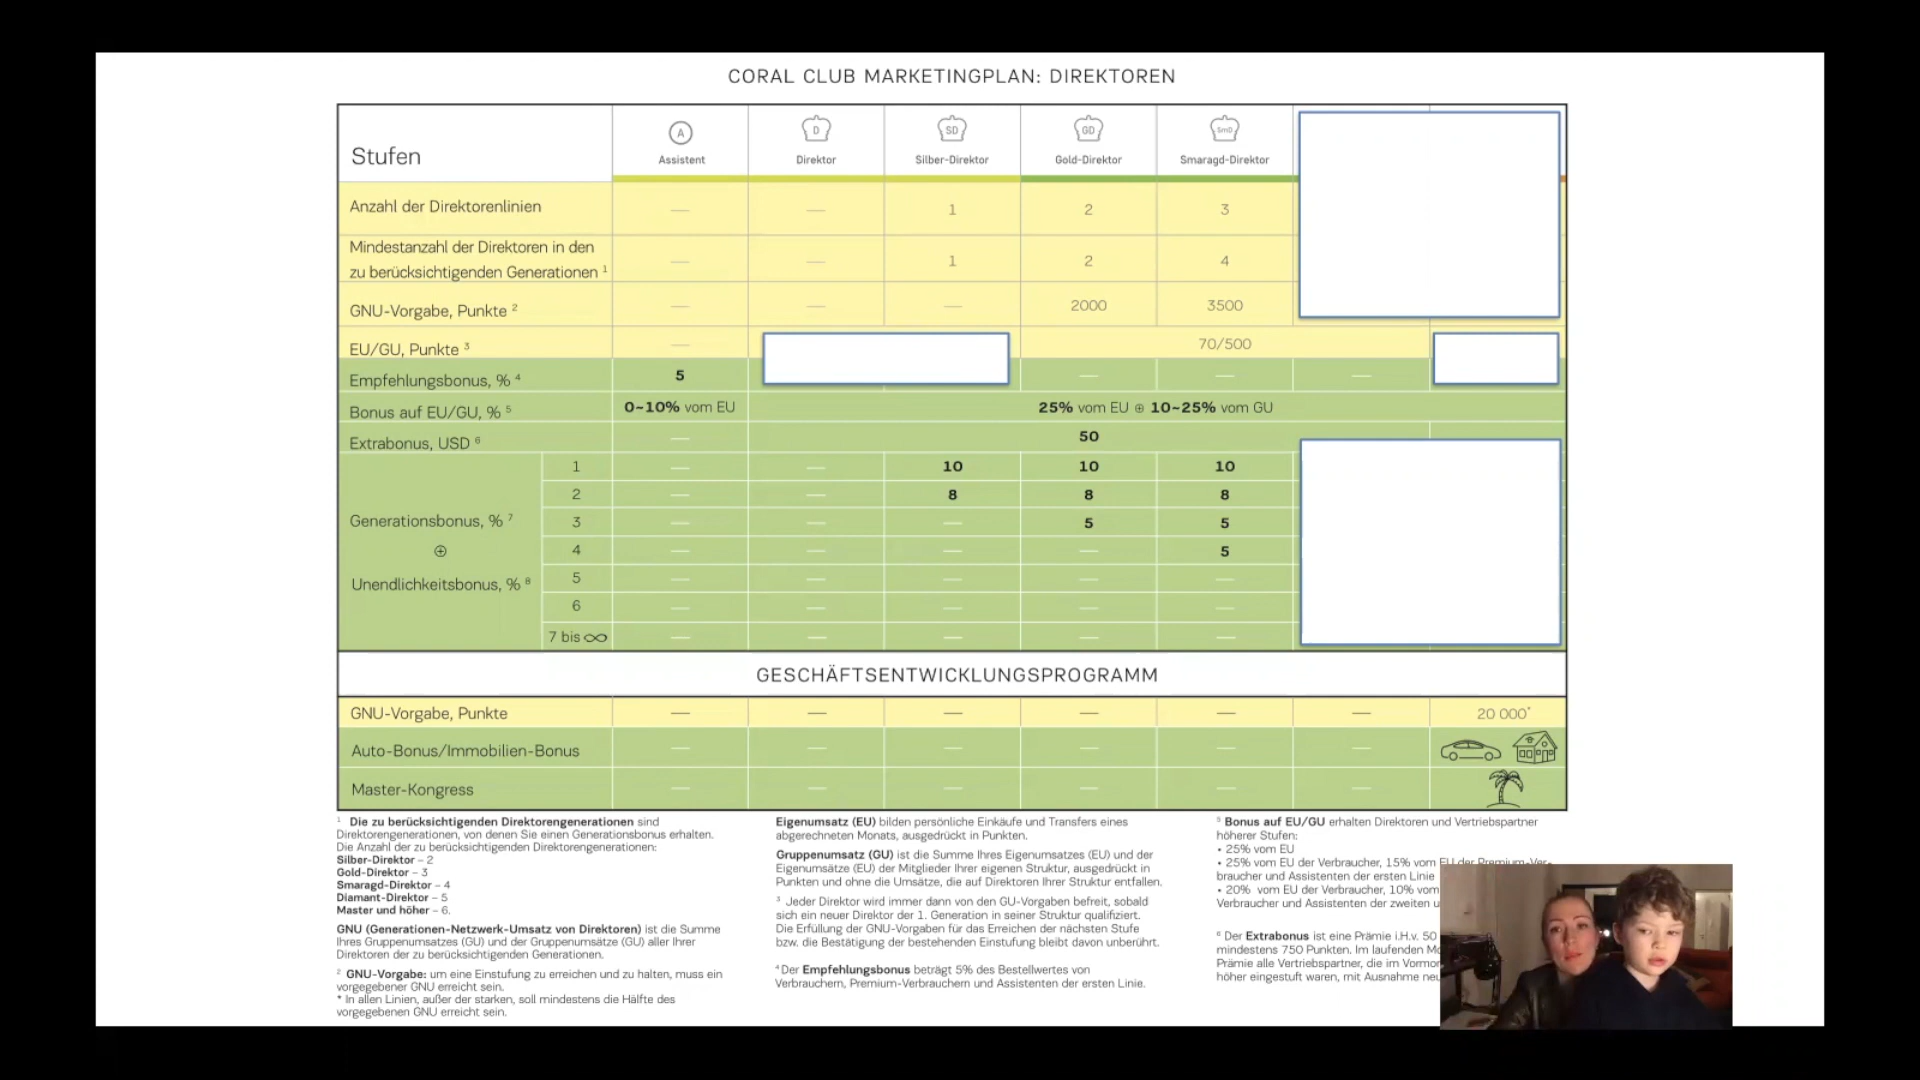 CORAL CLUB MARKETINGPLAN: DIREKTOREN
Stufen
A
Assistent
D
Direktor
SD
Silber-Direktor
GD
Gold-Direktor
SmD
Smaragd-Direktor
Anzahl der Direktorenlinien — — 1 2 3
Mindestanzahl der Direktoren in den
zu berücksichtigenden Generationen 1 — — 1 2 4
GNU-Vorgabe, Punkte 2 — — — 2000 3500
EU/GU, Punkte 3 — 70/500
Empfehlungsbonus, % 4 5 — — —
Bonus auf EU/GU, % 5 0~10% vom EU 25% vom EU ⊕ 10~25% vom GU
Extrabonus, USD 6 — 50
Generationsbonus, % 7
⊕
Unendlichkeitsbonus, % 8
1 — — 10 10 10
2 — — 8 8 8
3 — — — 5 5
4 — — — — 5
5 — — — — —
6 — — — — —
7 bis ∞ — — — — —
GESCHÄFTSENTWICKLUNGSPROGRAMM
GNU-Vorgabe, Punkte — — — — — — 20 000*
Auto-Bonus/Immobilien-Bonus — — — — — —
Master-Kongress — — — — — —
1 Die zu berücksichtigenden Direktorengenerationen sind
Direktorengenerationen, von denen Sie einen Generationsbonus erhalten.
Die Anzahl der zu berücksichtigenden Direktorengenerationen:
Silber-Direktor – 2
Gold-Direktor – 3
Smaragd-Direktor – 4
Diamant-Direktor – 5
Master und höher – 6.
GNU (Generationen-Netzwerk-Umsatz von Direktoren) ist die Summe
Ihres Gruppenumsatzes (GU) und der Gruppenumsätze (GU) aller Ihrer
Direktoren der zu berücksichtigenden Generationen.
2 GNU-Vorgabe: um eine Einstufung zu erreichen und zu halten, muss ein
vorgegebener GNU erreicht sein.
* In allen Linien, außer der starken, soll mindestens die Hälfte des
vorgegebenen GNU erreicht sein.
Eigenumsatz (EU) bilden persönliche Einkäufe und Transfers eines
abgerechneten Monats, ausgedrückt in Punkten.
Gruppenumsatz (GU) ist die Summe Ihres Eigenumsatzes (EU) und der
Eigenumsätze (EU) der Mitglieder Ihrer eigenen Struktur, ausgedrückt in
Punkten und ohne die Umsätze, die auf Direktoren Ihrer Struktur entfallen.
3 Jeder Direktor wird immer dann von den GU-Vorgaben befreit, sobald
sich ein neuer Direktor der 1. Generation in seiner Struktur qualifiziert.
Die Erfüllung der GNU-Vorgaben für das Erreichen der nächsten Stufe
bzw. die Bestätigung der bestehenden Einstufung bleibt davon unberührt.
4 Der Empfehlungsbonus beträgt 5% des Bestellwertes von
Verbrauchern, Premium-Verbrauchern und Assistenten der ersten Linie.
5 Bonus auf EU/GU erhalten Direktoren und Vertriebspartner
höherer Stufen:
• 25% vom EU
• 25% vom EU der Verbraucher, 15% vom EU der Premium-Ver-
braucher und Assistenten der ersten Linie
• 20% vom EU der Verbraucher, 10% vom
Verbraucher und Assistenten der zweiten u
6 Der Extrabonus ist eine Prämie i.H.v. 50
mindestens 750 Punkten. Im laufenden Mo
Prämie alle Vertriebspartner, die im Vormon
höher eingestuft waren, mit Ausnahme neu